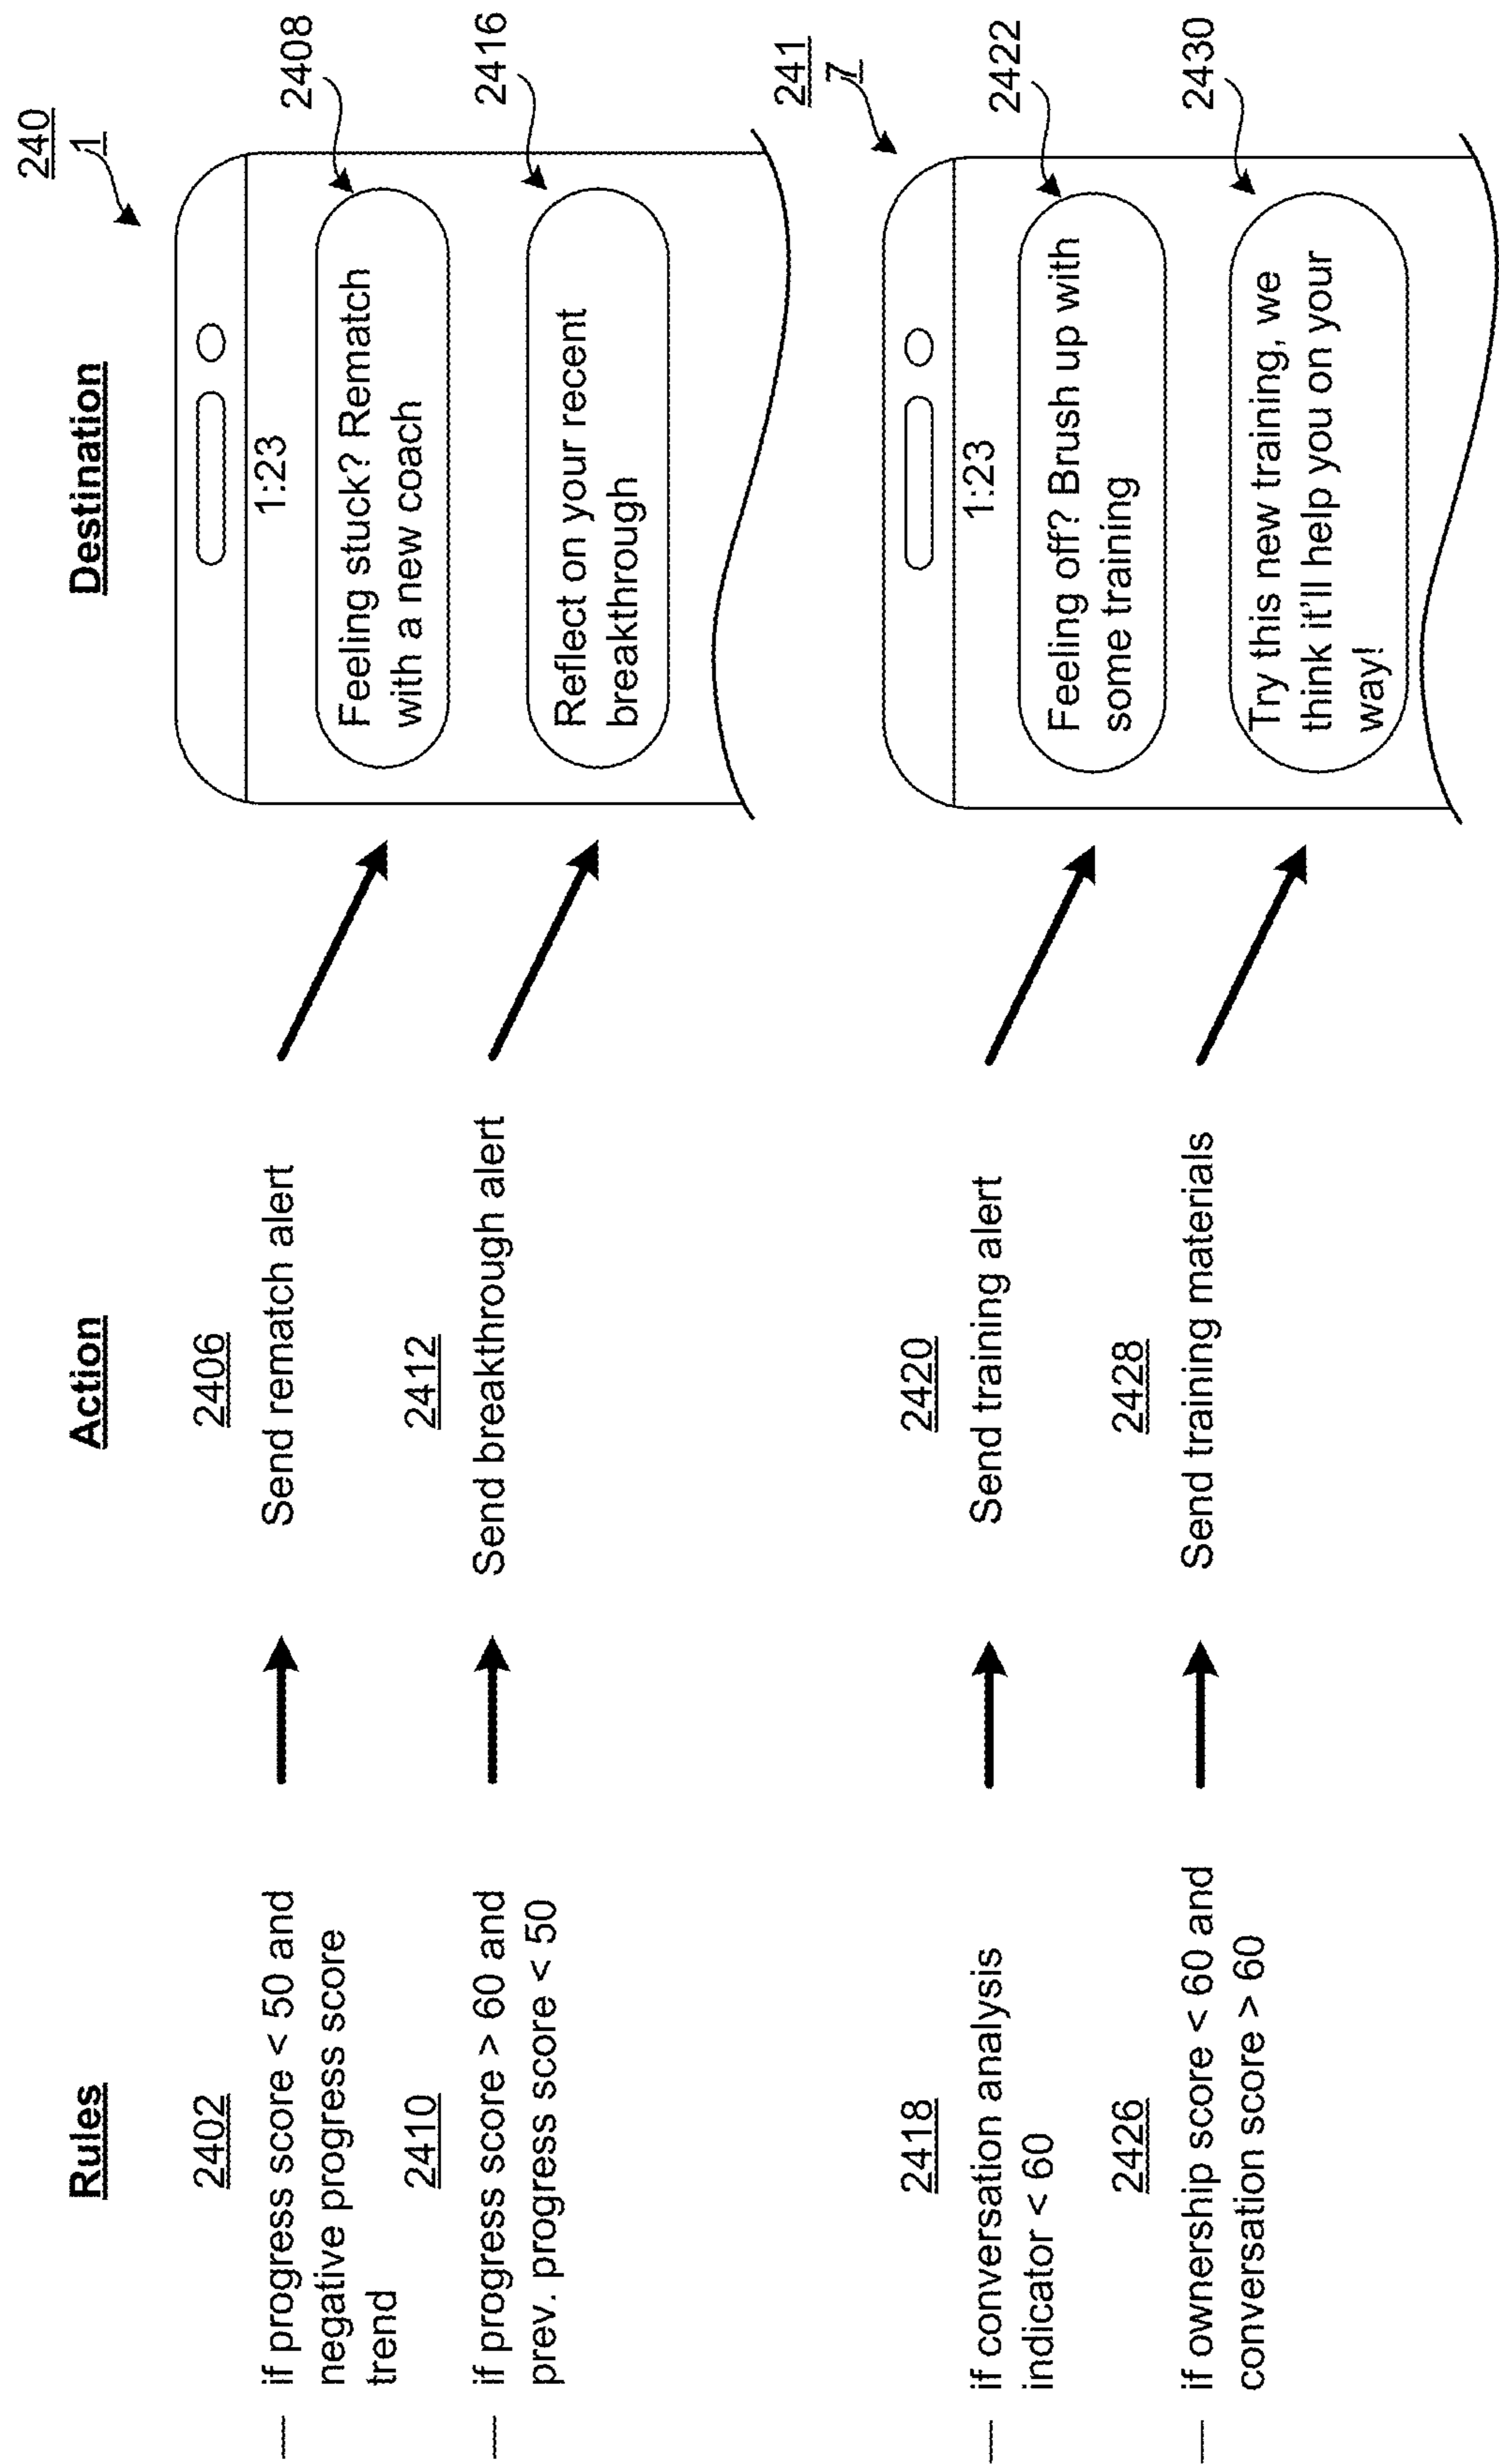 Rules
Action
Destination
240
1
2402
— if progress score < 50 and
negative progress score
trend
2406
Send rematch alert
1:23
Feeling stuck? Rematch
with a new coach
2408
2410
— if progress score > 60 and
prev. progress score < 50
2412
Send breakthrough alert
Reflect on your recent
breakthrough
2416
241
7
2418
— if conversation analysis
indicator < 60
2420
Send training alert
1:23
Feeling off? Brush up with
some training
2422
2426
— if ownership score < 60 and
conversation score > 60
2428
Send training materials
Try this new training, we
think it'll help you on your
way!
2430